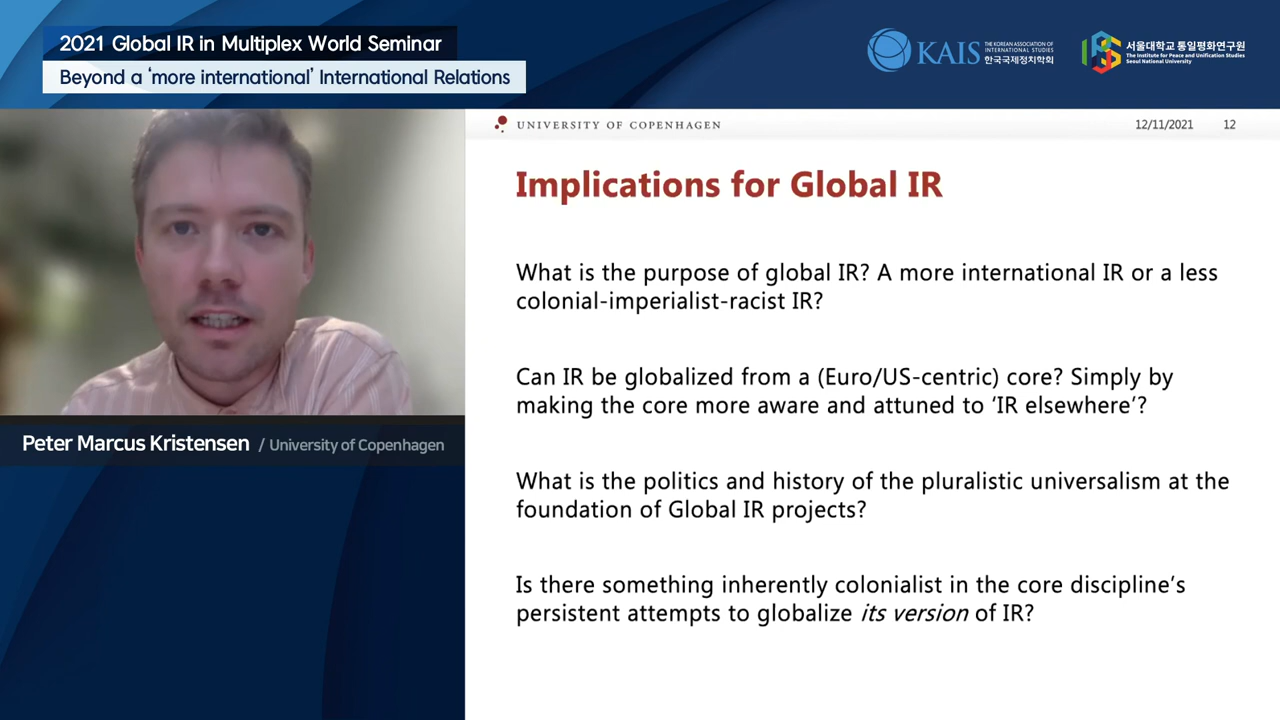 2021 Global IR in Multiplex World Seminar
Beyond a ‘more international’ International Relations
KAIS
THE KOREAN ASSOCIATION OF
INTERNATIONAL STUDIES
한국국제정치학회
서울대학교 통일평화연구원
The Institute for Peace and Unification Studies
Seoul National University
UNIVERSITY OF COPENHAGEN
12/11/2021 12
Implications for Global IR
What is the purpose of global IR? A more international IR or a less
colonial-imperialist-racist IR?
Can IR be globalized from a (Euro/US-centric) core? Simply by
making the core more aware and attuned to ‘IR elsewhere’?
What is the politics and history of the pluralistic universalism at the
foundation of Global IR projects?
Is there something inherently colonialist in the core discipline’s
persistent attempts to globalize its version of IR?
Peter Marcus Kristensen / University of Copenhagen